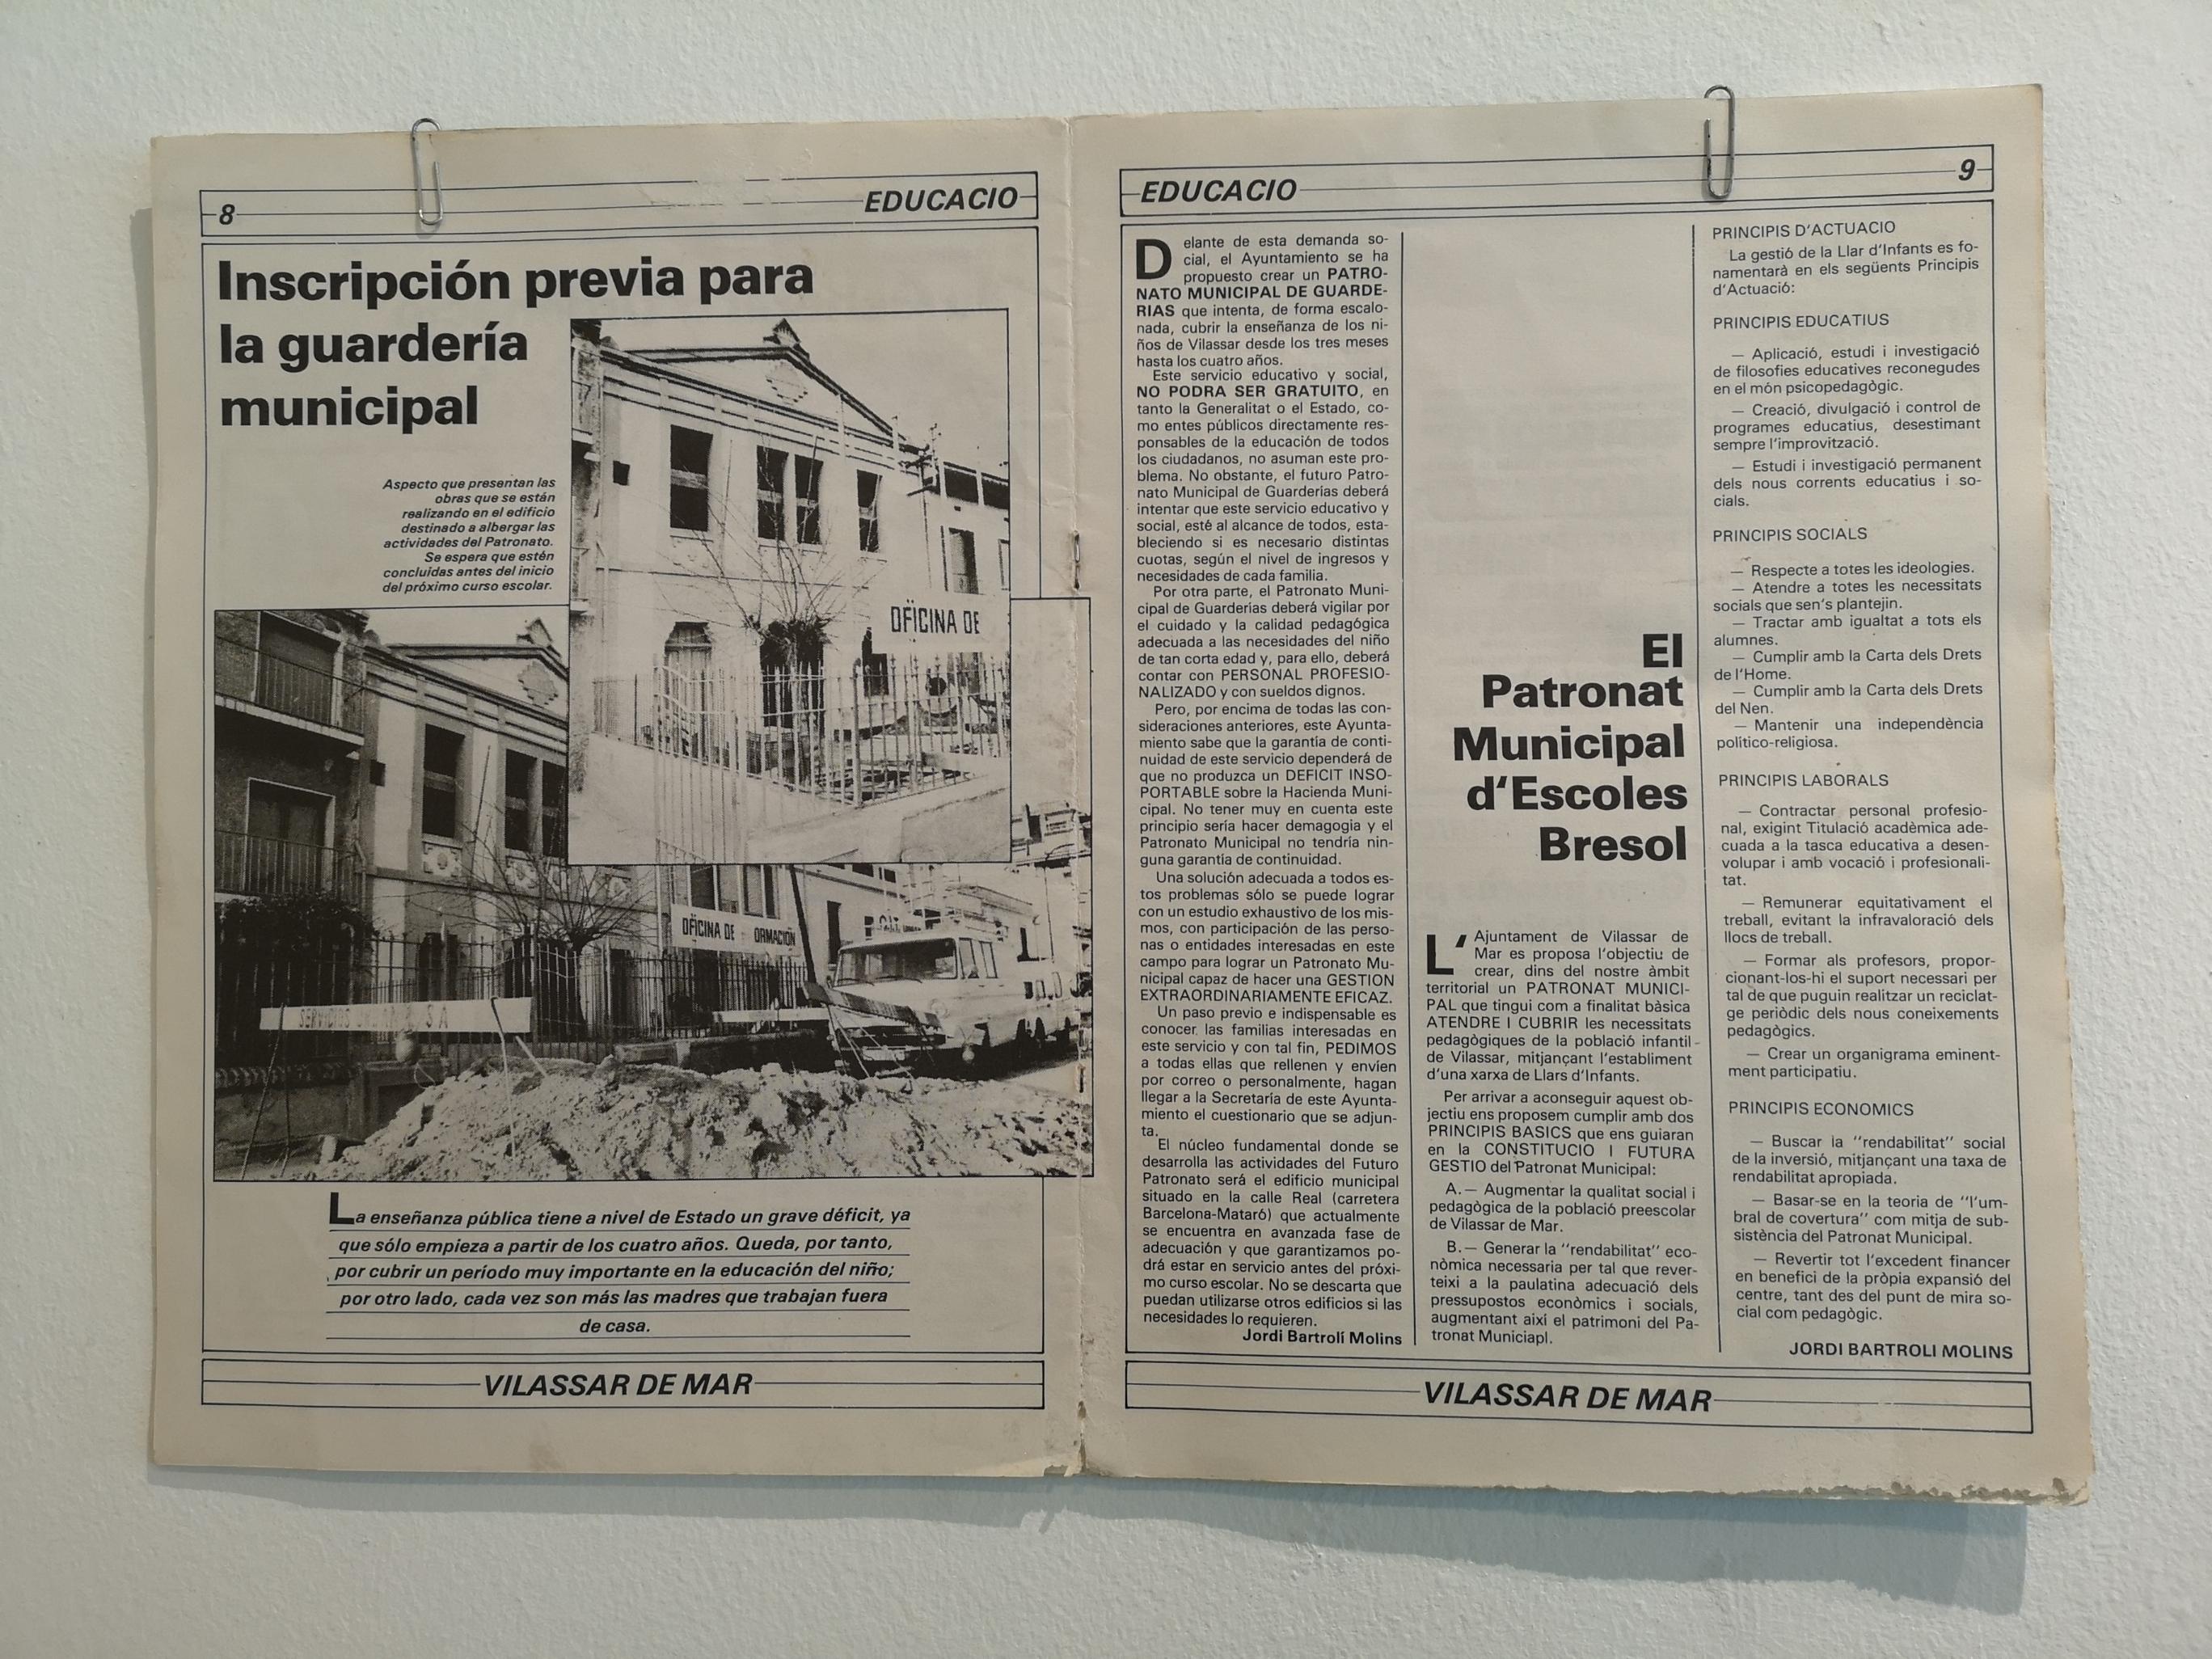 8
EDUCACIO
Inscripción previa para
la guardería
municipal
Aspecto que presentan las
obras que se están
realizando en el edificio
destinado a albergar las
actividades del Patronato.
Se espera que estén
concluidas antes del inicio
del próximo curso escolar.
OFICINA DE
OFICINA DE ORMACIÓN
S A
La enseñanza pública tiene a nivel de Estado un grave déficit, ya
que sólo empieza a partir de los cuatro años. Queda, por tanto,
por cubrir un período muy importante en la educación del niño;
por otro lado, cada vez son más las madres que trabajan fuera
de casa.
VILASSAR DE MAR
EDUCACIO
9
Delante de esta demanda so-
cial, el Ayuntamiento se ha
propuesto crear un PATRO-
NATO MUNICIPAL DE GUARDE-
RIAS que intenta, de forma escalo-
nada, cubrir la enseñanza de los ni-
ños de Vilassar desde los tres meses
hasta los cuatro años.
Este servicio educativo y social,
NO PODRA SER GRATUITO, en
tanto la Generalitat o el Estado, co-
mo entes públicos directamente res-
ponsables de la educación de todos
los ciudadanos, no asuman este pro-
blema. No obstante, el futuro Patro-
nato Municipal de Guarderías deberá
intentar que este servicio educativo y
social, esté al alcance de todos, esta-
bleciendo si es necesario distintas
cuotas, según el nivel de ingresos y
necesidades de cada familia.
Por otra parte, el Patronato Muni-
cipal de Guarderías deberá vigilar por
el cuidado y la calidad pedagógica
adecuada a las necesidades del niño
de tan corta edad y, para ello, deberá
contar con PERSONAL PROFESIO-
NALIZADO y con sueldos dignos.
Pero, por encima de todas las con-
sideraciones anteriores, este Ayunta-
miento sabe que la garantía de conti-
nuidad de este servicio dependerá de
que no produzca un DEFICIT INSO-
PORTABLE sobre la Hacienda Muni-
cipal. No tener muy en cuenta este
principio sería hacer demagogia y el
Patronato Municipal no tendría nin-
guna garantía de continuidad.
Una solución adecuada a todos es-
tos problemas sólo se puede lograr
con un estudio exhaustivo de los mis-
mos, con participación de las perso-
nas o entidades interesadas en este
campo para lograr un Patronato Mu-
nicipal capaz de hacer una GESTION
EXTRAORDINARIAMENTE EFICAZ.
Un paso previo e indispensable es
conocer las familias interesadas en
este servicio y con tal fin, PEDIMOS
a todas ellas que rellenen y envíen
por correo o personalmente, hagan
llegar a la Secretaría de este Ayunta-
miento el cuestionario que se adjun-
ta.
El núcleo fundamental donde se
desarrolla las actividades del Futuro
Patronato será el edificio municipal
situado en la calle Real (carretera
Barcelona-Mataró) que actualmente
se encuentra en avanzada fase de
adecuación y que garantizamos po-
drá estar en servicio antes del próxi-
mo curso escolar. No se descarta que
puedan utilizarse otros edificios si las
necesidades lo requieren.
Jordi Bartrolí Molins
El
Patronat
Municipal
d'Escoles
Bresol
L'Ajuntament de Vilassar de
Mar es proposa l'objectiu de
crear, dins del nostre àmbit
territorial un PATRONAT MUNICI-
PAL que tingui com a finalitat bàsica
ATENDRE I CUBRIR les necessitats
pedagògiques de la població infantil-
de Vilassar, mitjançant l'establiment
d'una xarxa de Llars d'Infants.
Per arrivar a aconseguir aquest ob-
jectiu ens proposem cumplir amb dos
PRINCIPIS BASICS que ens guiaran
en la CONSTITUCIO I FUTURA
GESTIO del Patronat Municipal:
A.— Augmentar la qualitat social i
pedagògica de la població preescolar
de Vilassar de Mar.
B.— Generar la "rendabilitat" eco-
nòmica necessaria per tal que rever-
teixi a la paulatina adecuació dels
pressupostos econòmics i socials,
augmentant així el patrimoni del Pa-
tronat Municiapl.
PRINCIPIS D'ACTUACIO
La gestió de la Llar d'Infants es fo-
namentarà en els següents Principis
d'Actuació:
PRINCIPIS EDUCATIUS
— Aplicació, estudi i investigació
de filosofies educatives reconegudes
en el món psicopedagògic.
— Creació, divulgació i control de
programes educatius, desestimant
sempre l'improvització.
— Estudi i investigació permanent
dels nous corrents educatius i so-
cials.
PRINCIPIS SOCIALS
— Respecte a totes les ideologies.
— Atendre a totes les necessitats
socials que sen's plantejin.
— Tractar amb igualtat a tots els
alumnes.
— Cumplir amb la Carta dels Drets
de l'Home.
— Cumplir amb la Carta dels Drets
del Nen.
— Mantenir una independència
político-religiosa.
PRINCIPIS LABORALS
— Contractar personal profesio-
nal, exigint Titulació acadèmica ade-
cuada a la tasca educativa a desen-
volupar i amb vocació i profesionali-
tat.
— Remunerar equitativament el
treball, evitant la infravaloració dels
llocs de treball.
— Formar als profesors, propor-
cionant-los-hi el suport necessari per
tal de que puguin realitzar un reciclat-
ge periòdic dels nous coneixements
pedagògics.
— Crear un organigrama eminent-
ment participatiu.
PRINCIPIS ECONOMICS
— Buscar la "rendabilitat" social
de la inversió, mitjançant una taxa de
rendabilitat apropiada.
— Basar-se en la teoria de "l'um-
bral de covertura" com mitja de sub-
sistència del Patronat Municipal.
— Revertir tot l'excedent financer
en benefici de la pròpia expansió del
centre, tant des del punt de mira so-
cial com pedagògic.
JORDI BARTROLI MOLINS
VILASSAR DE MAR